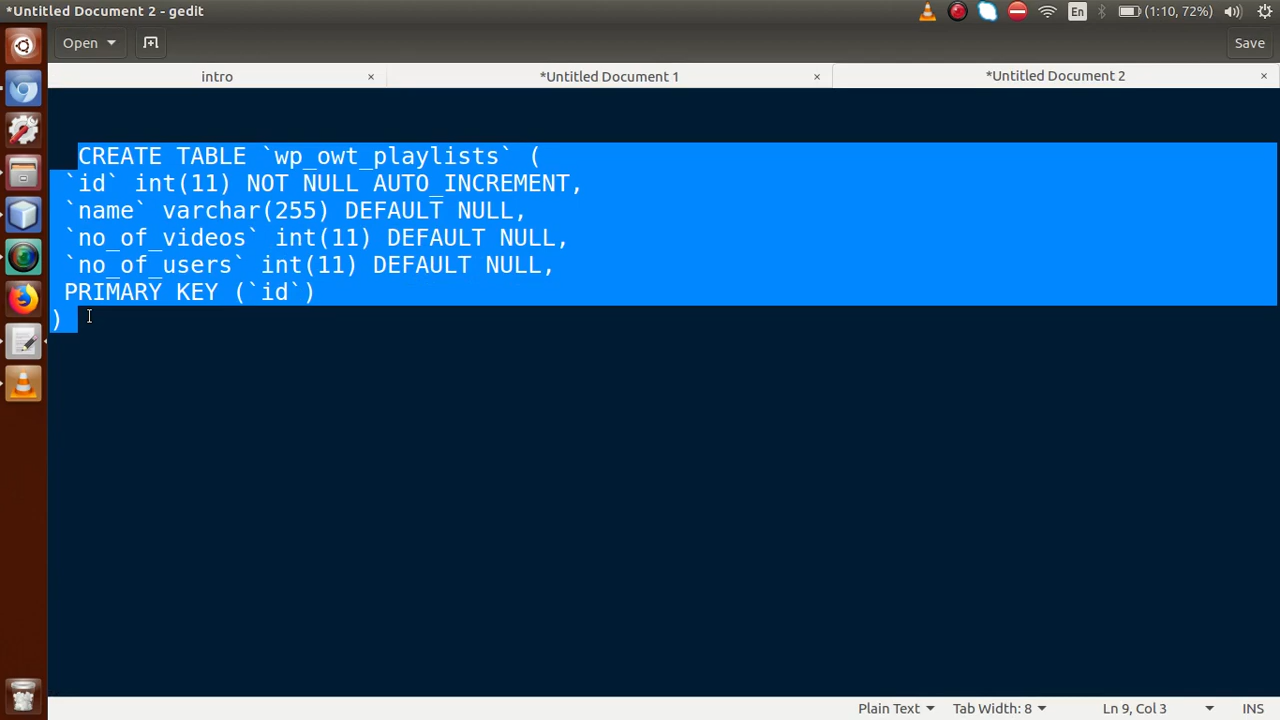 *Untitled Document 2 - gedit
En
(1:10, 72%)
Open
Save
intro
*Untitled Document 1
*Untitled Document 2
CREATE TABLE `wp_owt_playlists` (
`id` int(11) NOT NULL AUTO_INCREMENT,
`name` varchar(255) DEFAULT NULL,
`no_of_videos` int(11) DEFAULT NULL,
`no_of_users` int(11) DEFAULT NULL,
PRIMARY KEY (`id`)
)
Plain Text
Tab Width: 8
Ln 9, Col 3
INS